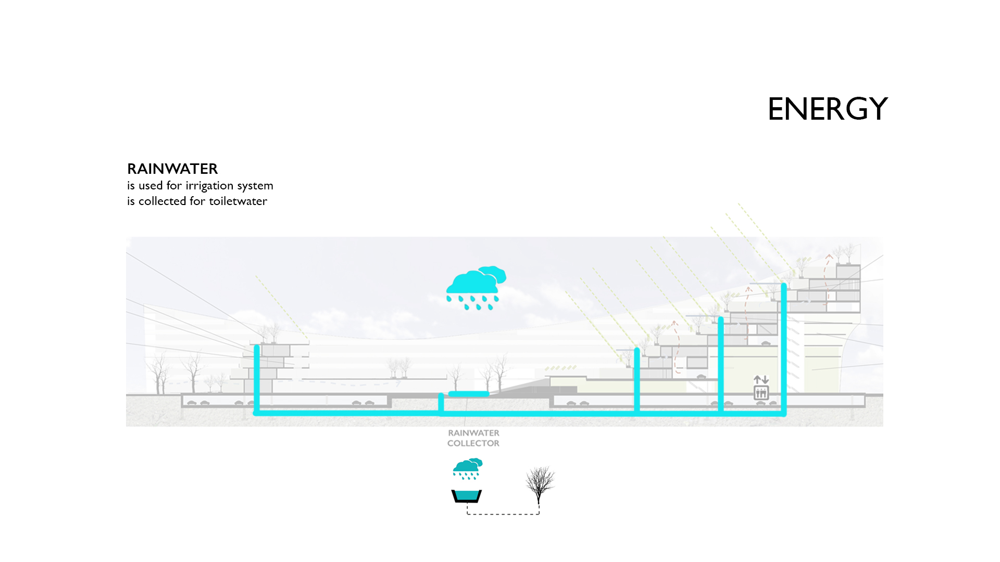 ENERGY
RAINWATER
is used for irrigation system
is collected for toiletwater
RAINWATER
COLLECTOR